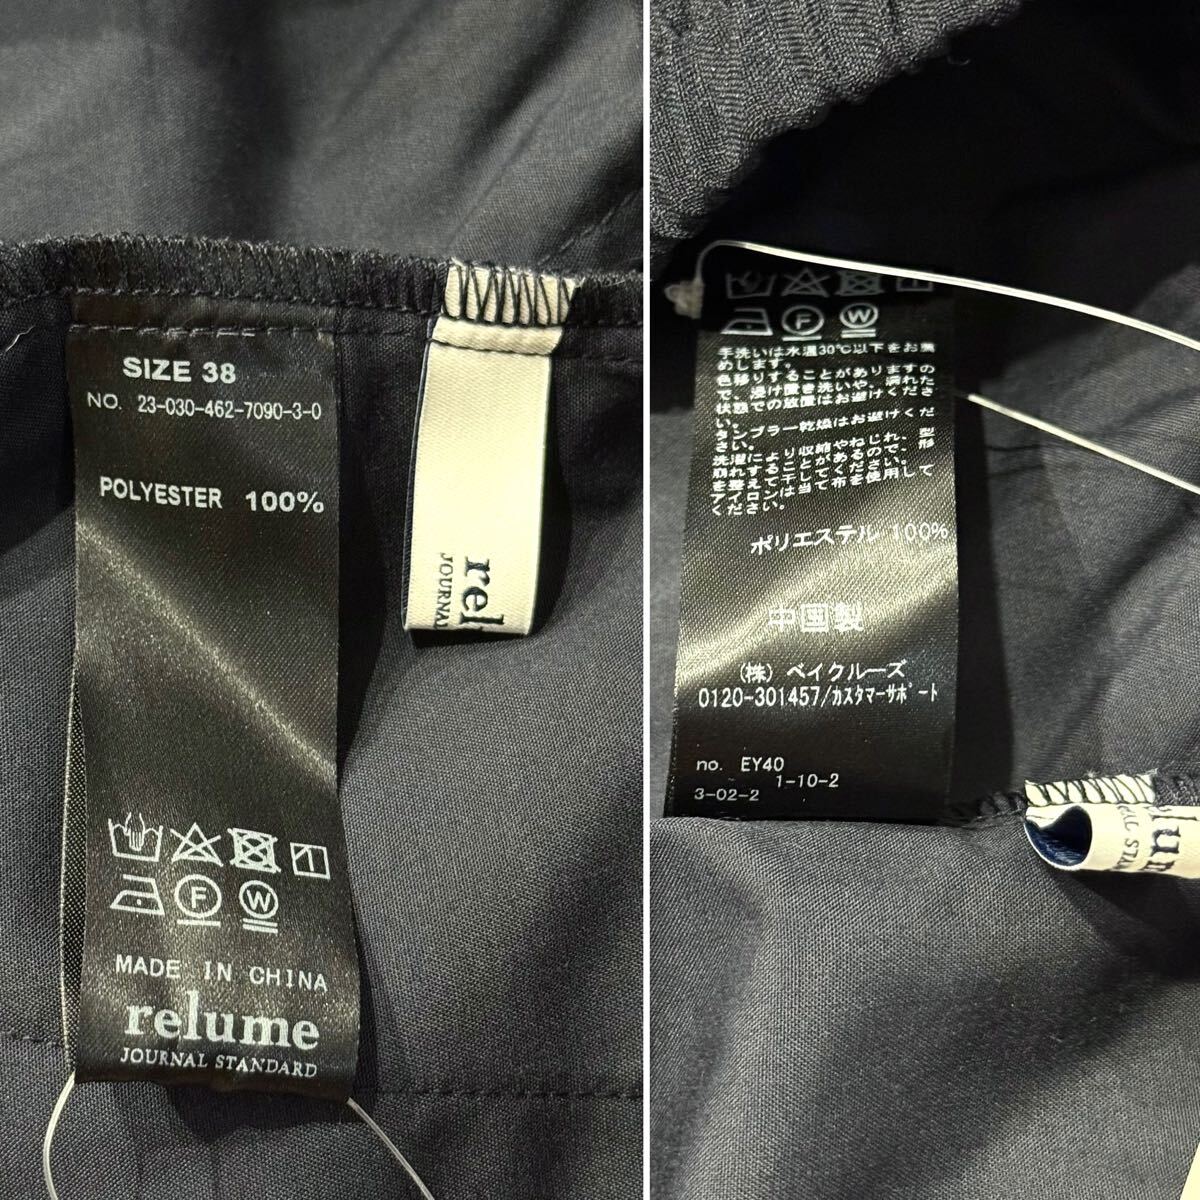 SIZE 38
NO. 23-030-462-7090-3-0
POLYESTER 100%
F
W
MADE IN CHINA
relume
JOURNAL STANDARD
rel
JOURNAL
F
W
手洗いは水温30℃以下をお薦
めします。
色移りすることがありますの
で、浸け置き洗いや、濡れた
状態での放置はお避けくださ
い。
タンブラー乾燥はお避けくだ
さい。
洗濯により収縮やねじれ、型
崩れすることがあるので、形
を整えて干してください。
アイロンは当て布を使用して
ください。
ポリエステル 100%
中国製
(株) ベイクルーズ
0120-301457/カスタマーサポート
no. EY40
1-10-2
3-02-2
lum
AL STAN